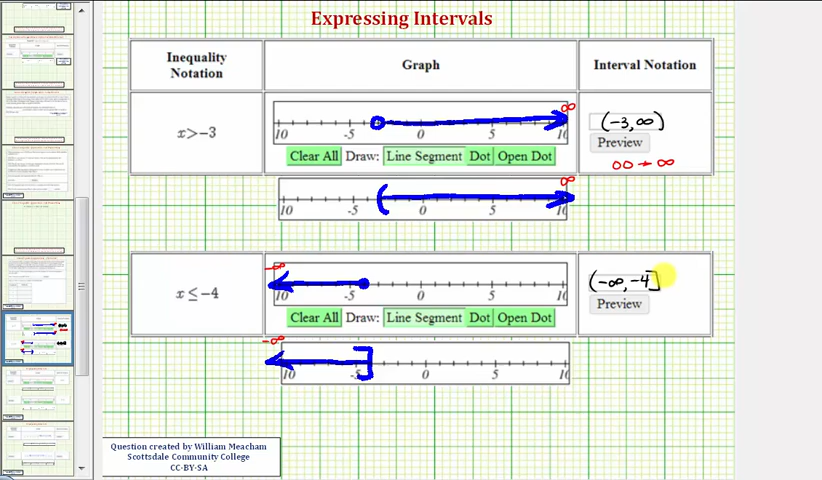 Expressing Intervals
Inequality Notation
Graph
Interval Notation
x>-3
∞
10 -5 0 5 10
Clear All Draw: Line Segment Dot Open Dot
(-3, ∞)
Preview
oo → ∞
∞
10 -5 0 5 10
x≤-4
-∞
10 -5 0 5 10
Clear All Draw: Line Segment Dot Open Dot
(-∞, -4]
Preview
-∞
10 -5 0 5 10
Question created by William Meacham
Scottsdale Community College
CC-BY-SA